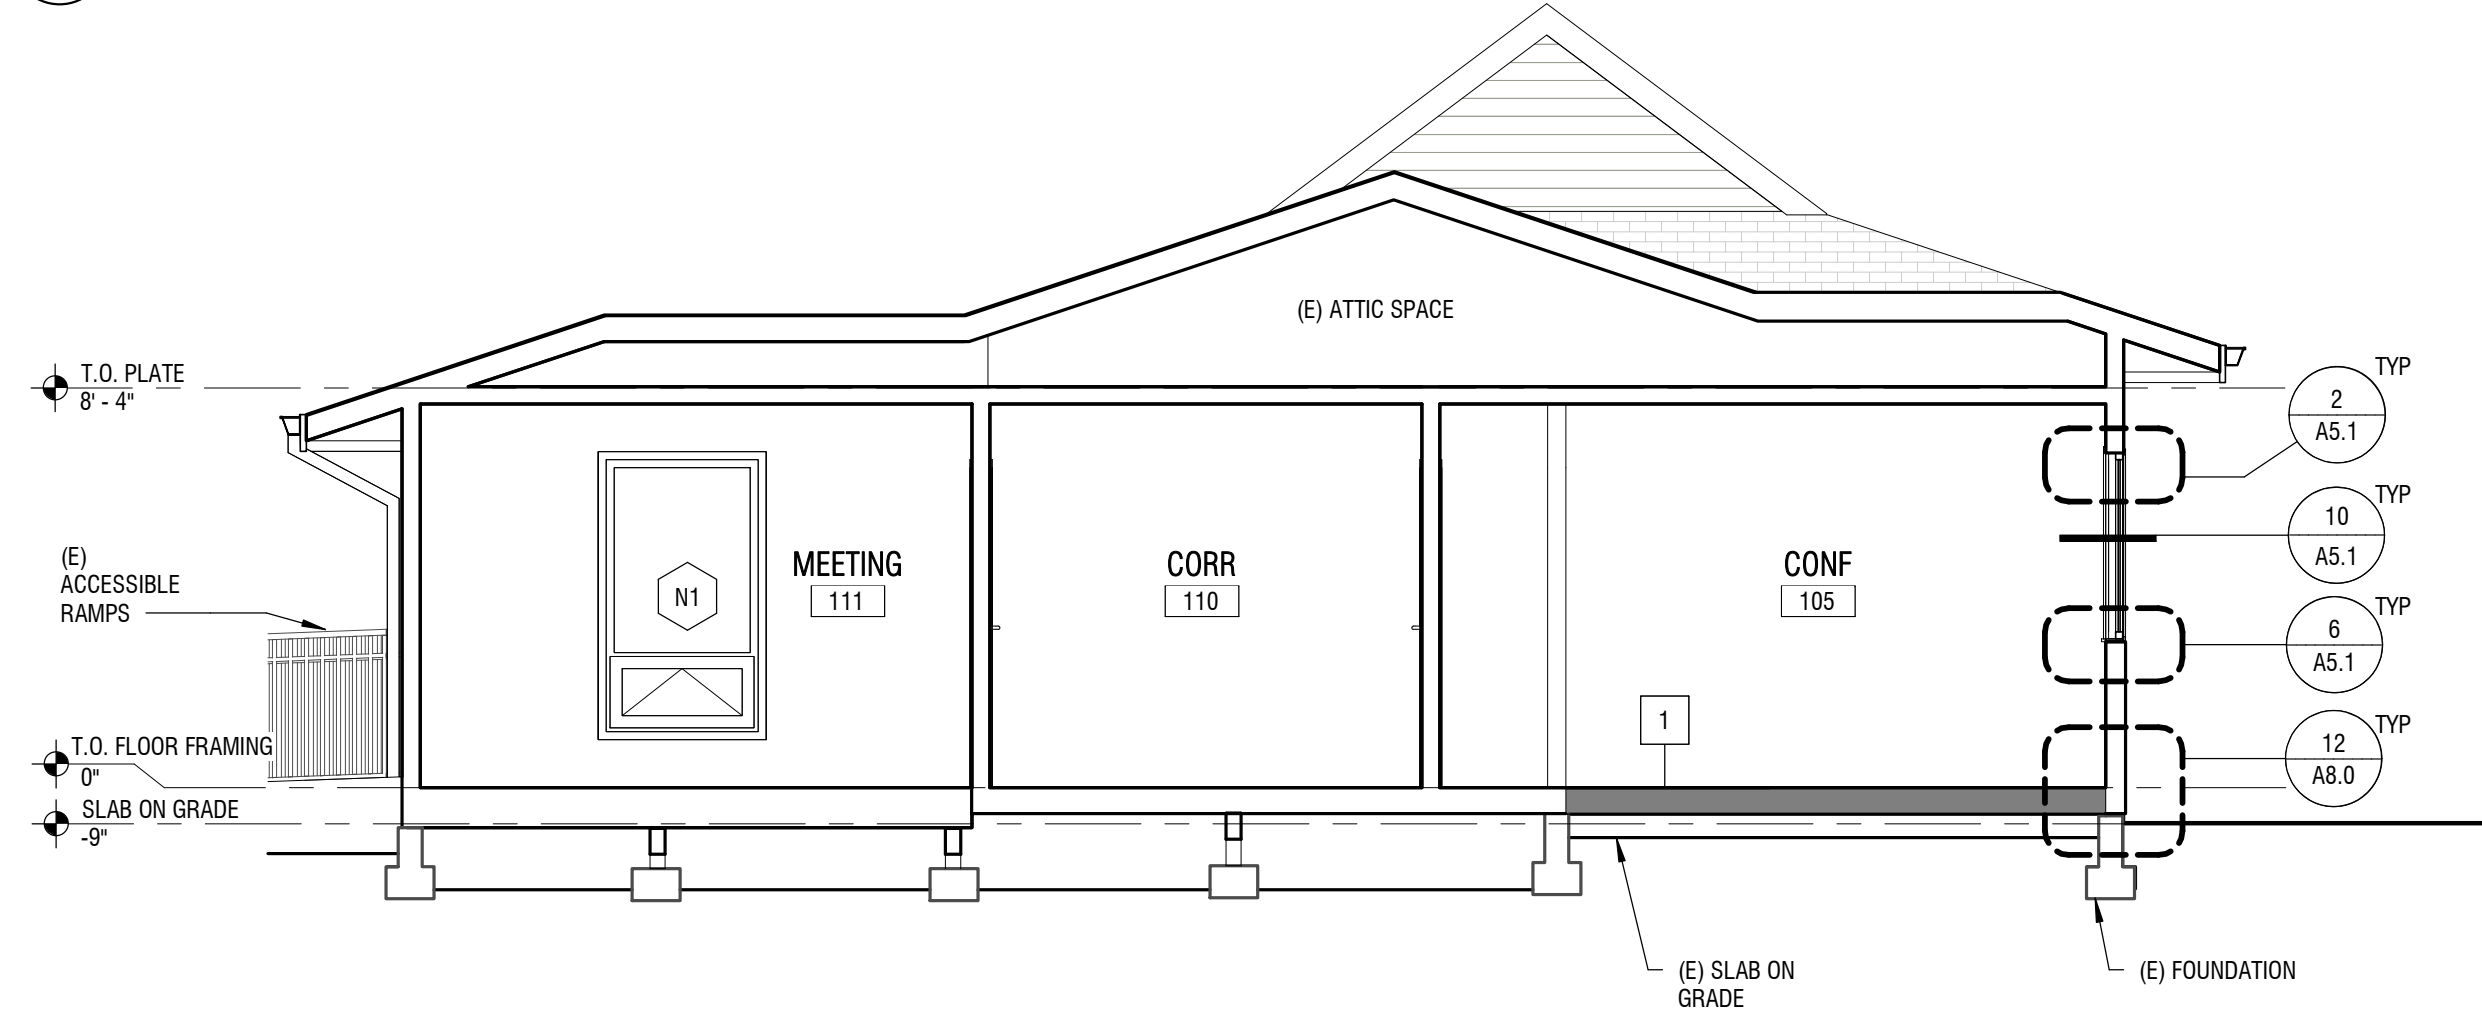 (E) ATTIC SPACE
T.O. PLATE
8' - 4"
TYP
2
A5.1
TYP
10
A5.1
(E)
ACCESSIBLE
RAMPS
MEETING
111
N1
CORR
110
CONF
105
TYP
6
A5.1
1
TYP
12
A8.0
T.O. FLOOR FRAMING
0"
SLAB ON GRADE
-9"
(E) SLAB ON
GRADE
(E) FOUNDATION